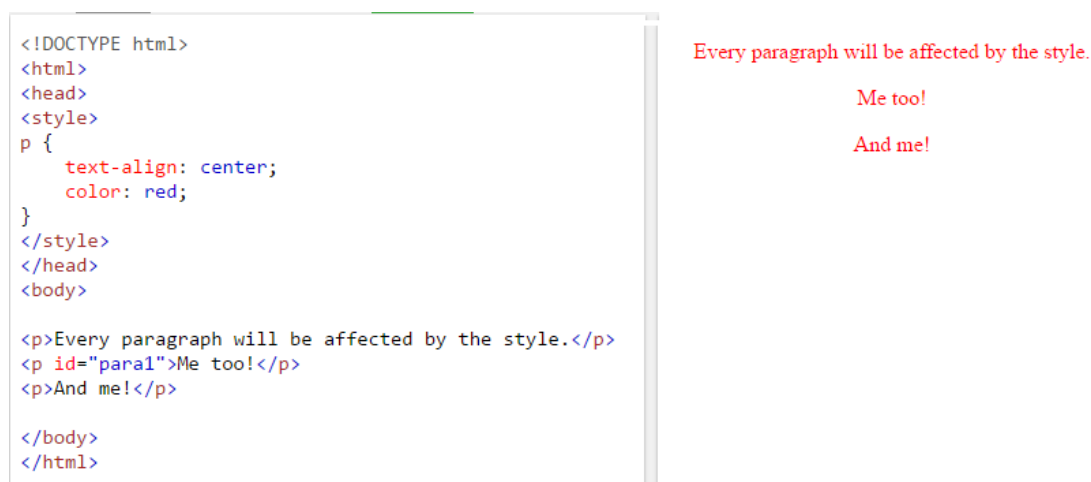 <!DOCTYPE html>
<html>
<head>
<style>
p {
    text-align: center;
    color: red;
}
</style>
</head>
<body>

<p>Every paragraph will be affected by the style.</p>
<p id="para1">Me too!</p>
<p>And me!</p>

</body>
</html>
Every paragraph will be affected by the style.
Me too!
And me!